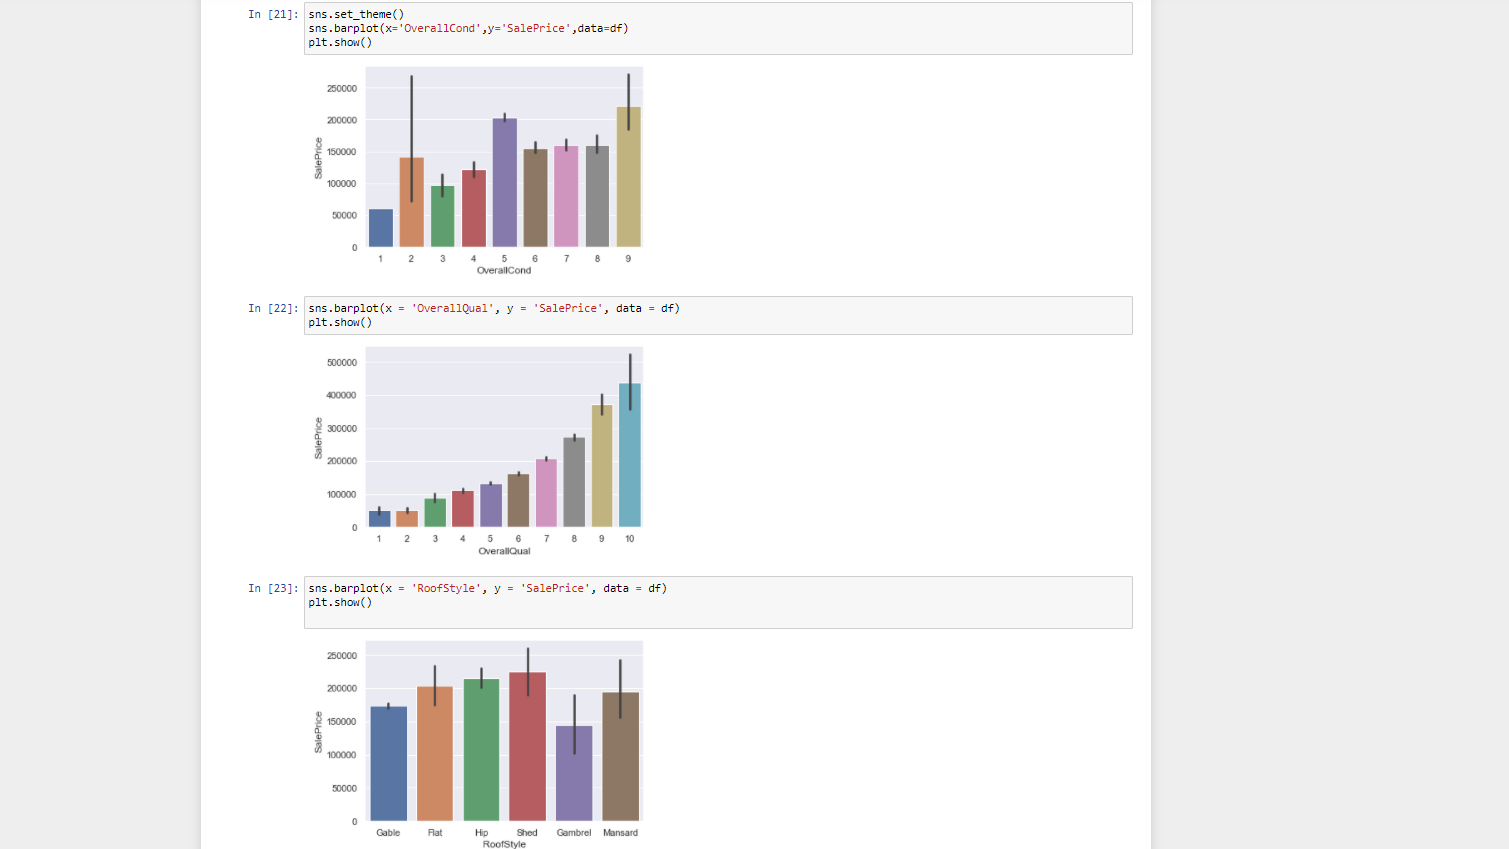 In [21]: sns.set_theme()
sns.barplot(x='OverallCond',y='SalePrice',data=df)
plt.show()
250000
200000
150000
100000
50000
0
SalePrice
1 2 3 4 5 6 7 8 9
OverallCond
In [22]: sns.barplot(x = 'OverallQual', y = 'SalePrice', data = df)
plt.show()
500000
400000
300000
200000
100000
0
SalePrice
1 2 3 4 5 6 7 8 9 10
OverallQual
In [23]: sns.barplot(x = 'RoofStyle', y = 'SalePrice', data = df)
plt.show()
250000
200000
150000
100000
50000
0
SalePrice
Gable Flat Hip Shed Gambrel Mansard
RoofStyle